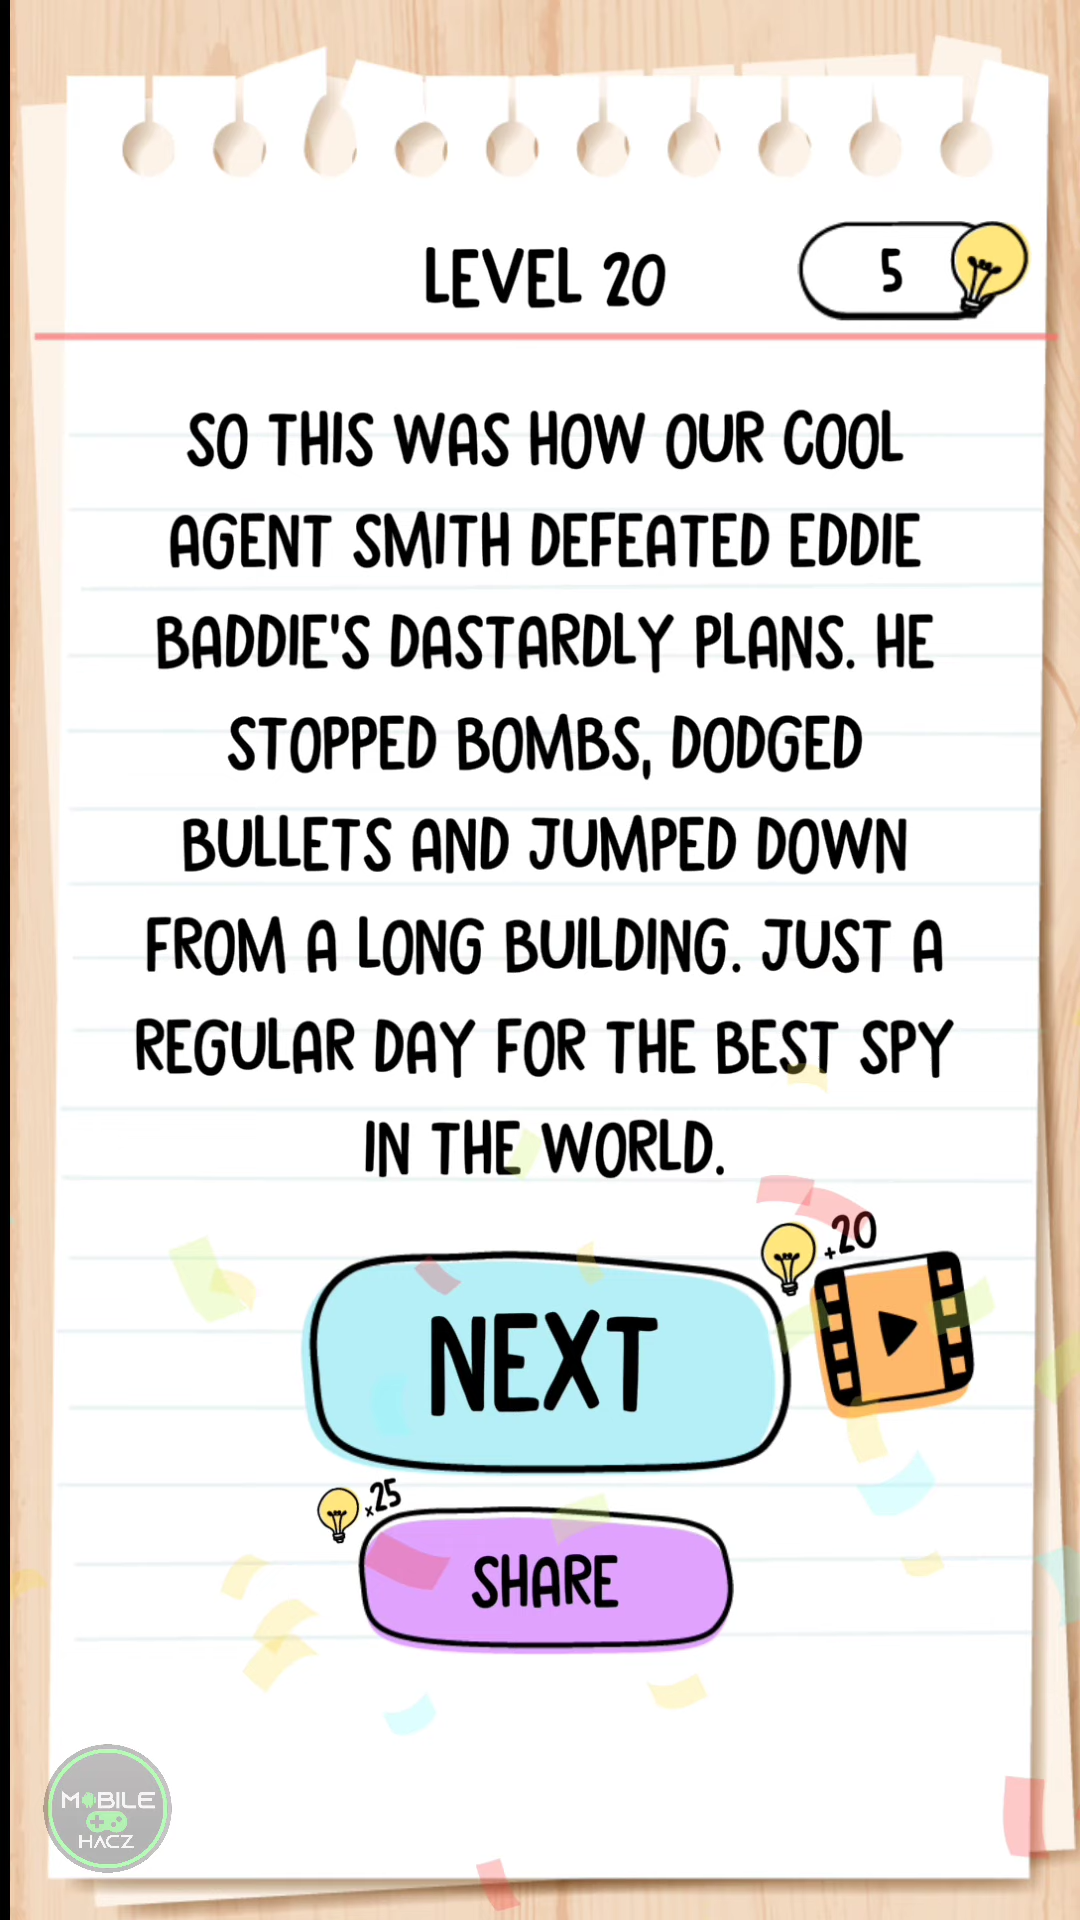 LEVEL 20
5
SO THIS WAS HOW OUR COOL
AGENT SMITH DEFEATED EDDIE
BADDIE'S DASTARDLY PLANS. HE
STOPPED BOMBS, DODGED
BULLETS AND JUMPED DOWN
FROM A LONG BUILDING. JUST A
REGULAR DAY FOR THE BEST SPY
IN THE WORLD.
+20
NEXT
x25
SHARE
MOBILE
HACZ